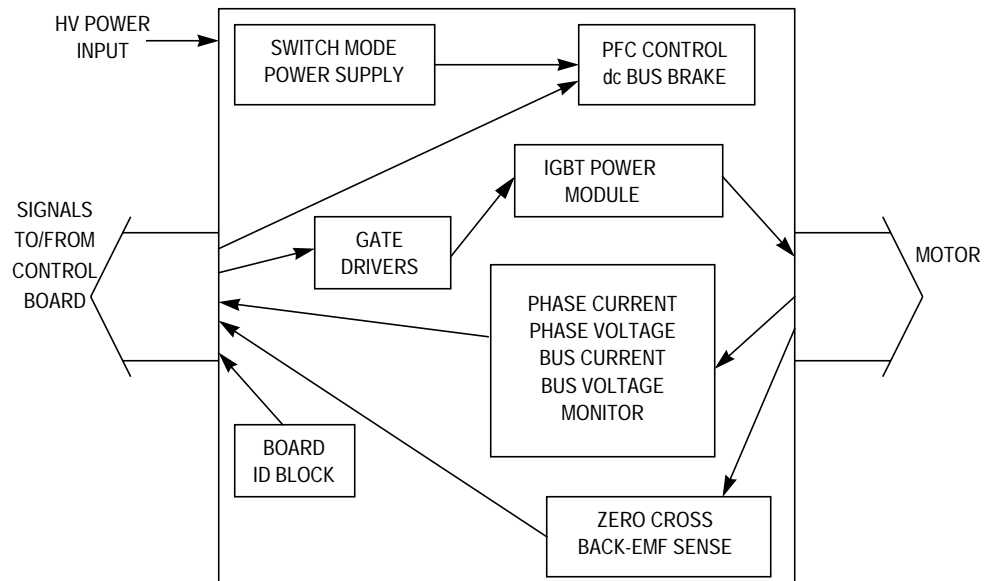 HV POWER
INPUT
SWITCH MODE
POWER SUPPLY
PFC CONTROL
dc BUS BRAKE
IGBT POWER
MODULE
SIGNALS
TO/FROM
CONTROL
BOARD
GATE
DRIVERS
MOTOR
PHASE CURRENT
PHASE VOLTAGE
BUS CURRENT
BUS VOLTAGE
MONITOR
BOARD
ID BLOCK
ZERO CROSS
BACK-EMF SENSE